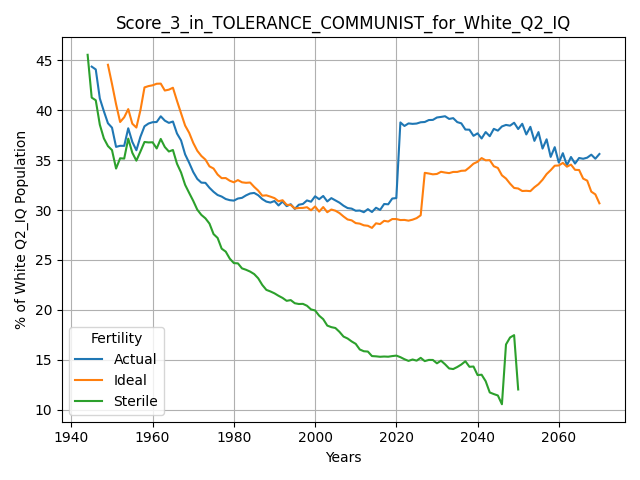 Score_3_in_TOLERANCE_COMMUNIST_for_White_Q2_IQ
% of White Q2_IQ Population
45
40
35
30
25
20
15
10
Fertility
Actual
Ideal
Sterile
1940 1960 1980 2000 2020 2040 2060
Years